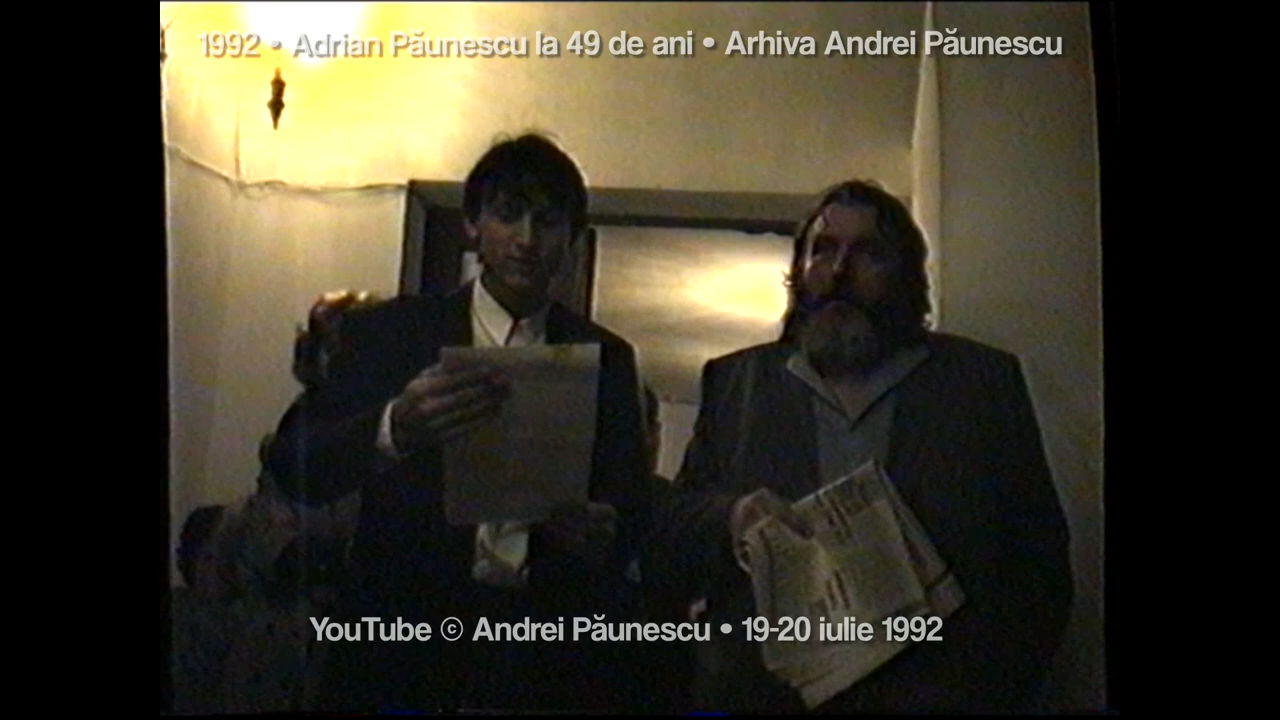 1992 • Adrian Păunescu la 49 de ani • Arhiva Andrei Păunescu
YouTube © Andrei Păunescu • 19-20 iulie 1992